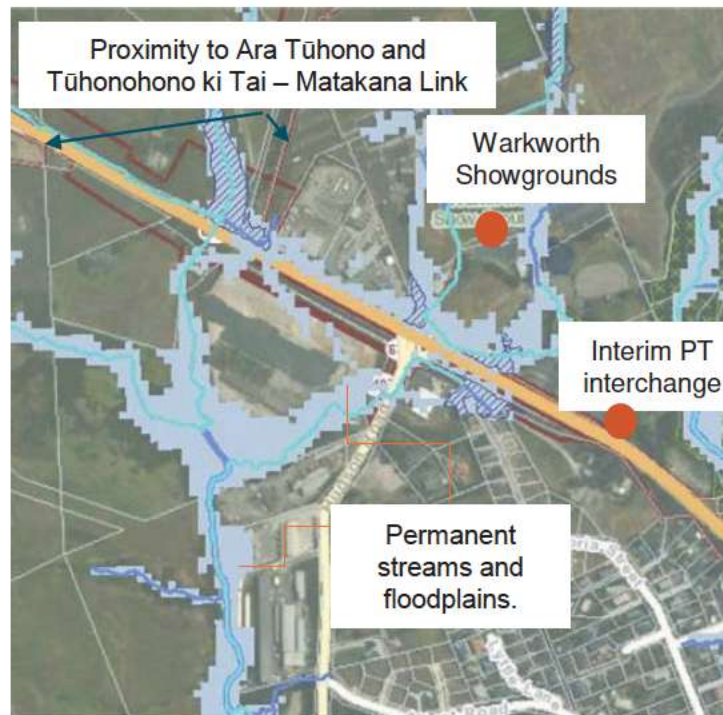 Proximity to Ara Tūhono and
Tūhonohono ki Tai – Matakana Link
Warkworth
Showgrounds
Interim PT
interchange
Permanent
streams and
floodplains.